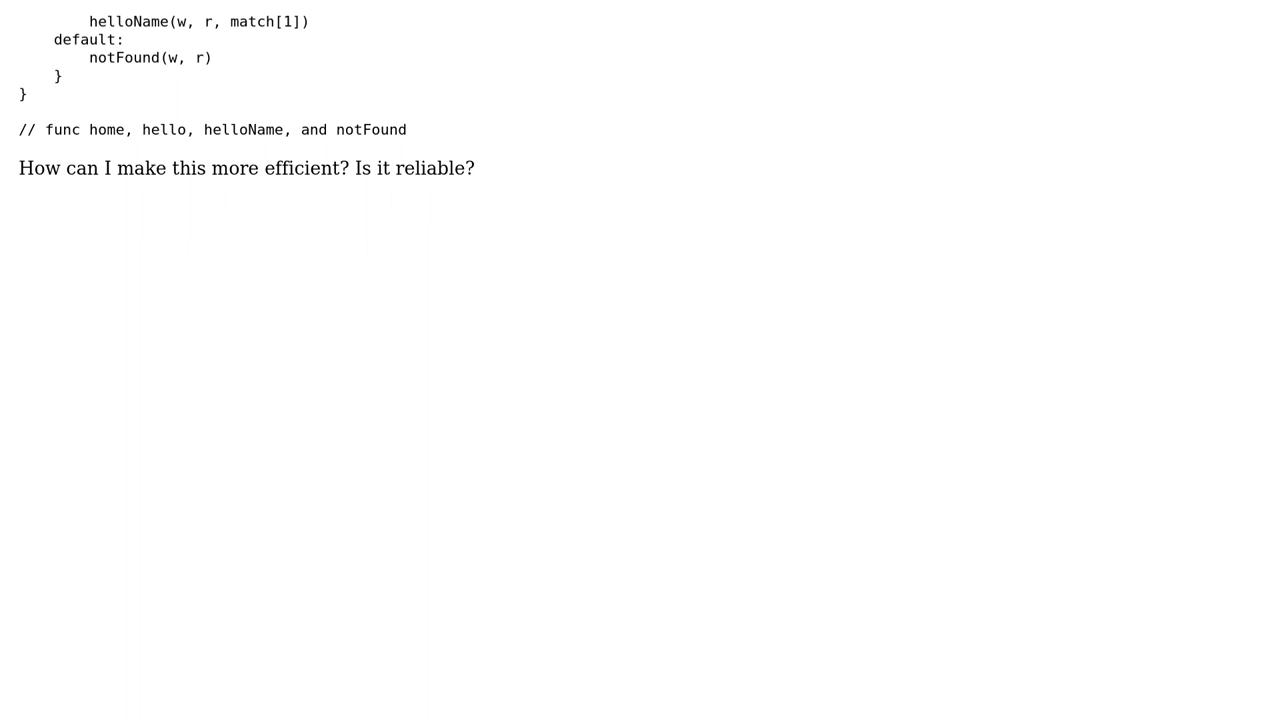 helloName(w, r, match[1])
    default:
        notFound(w, r)
    }
}

// func home, hello, helloName, and notFound
How can I make this more efficient? Is it reliable?